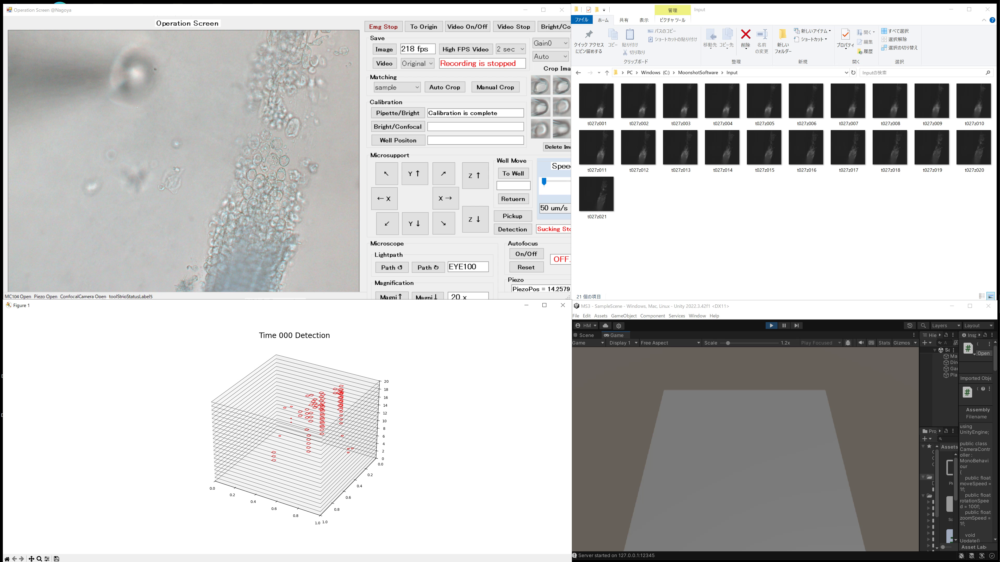 Operation Screen @Nagoya
Operation Screen
Emg Stop
To Origin
Video On/Off
Video Stop
Bright/Co
Save
Image
218 fps
High FPS Video
2 sec
Gain0
Video
Original
Recording is stopped
Auto
Crop Ima
Matching
sample
Auto Crop
Manual Crop
Calibration
Pipette/Bright
Calibration is complete
Bright/Confocal
Well Positon
Delete Ima
Microsupport
↖
Y ↑
↗
Z ↑
← X
X →
↙
Y ↓
↘
Z ↓
Well Move
To Well
Retuern
Pickup
Detection
Spee
50 um/s
Sucking Sto
Microscope
Lightpath
Path ↺
Path ↻
EYE100
Magnification
Magni ↑
Magni ↓
20 x
Autofocus
On/Off
OFF.
Reset
Piezo
PiezoPos = 14.2579
MC104 Open Piezo Open ConfocalCamera Open toolStripStatusLabel5
管理
Input
ファイル
ホーム
共有
表示
ピクチャ ツール
クイック アクセス
にピン留めする
コピー
貼り付け
パスのコピー
ショートカットの貼り付け
切り取り
クリップボード
移動先
コピー先
削除
名前
の変更
整理
新しい
フォルダー
新しいアイテム
ショートカット
新規
プロパティ
開く
編集
履歴
開く
すべて選択
選択解除
選択の切り替え
選択
PC
Windows (C:)
MoonshotSoftware
Input
Inputの検索
t027z001
t027z002
t027z003
t027z004
t027z005
t027z006
t027z007
t027z008
t027z009
t027z010
t027z011
t027z012
t027z013
t027z014
t027z015
t027z016
t027z017
t027z018
t027z019
t027z020
t027z021
21 個の項目
Figure 1
Time 000 Detection
20
18
16
14
12
10
8
6
4
2
0
0.0
0.2
0.4
0.6
0.8
1.0
0.0
0.2
0.4
0.6
0.8
1.0
MS3 - SampleScene - Windows, Mac, Linux - Unity 2022.3.42f1 <DX11>
File Edit Assets GameObject Component Services Window Help
HM
Layers
Layout
Scene
Game
Hie
Insp
Game
Display 1
Free Aspect
Scale
1.2x
Play Focused
Stats
Gizmos
Open
Ma
Dir
Gar
Pla
Imported Obje
Assembly
Filename
Pro
Assets
using
UnityEngine;
public class
CameraContr
oller :
MonoBehavi
our
{
public float
moveSpeed =
1f;
public float
rotationSpee
d = 100f;
public float
zoomSpeed =
1f;
void
Update()
Sc
Asset Lab
Server started on 127.0.0.1:12345